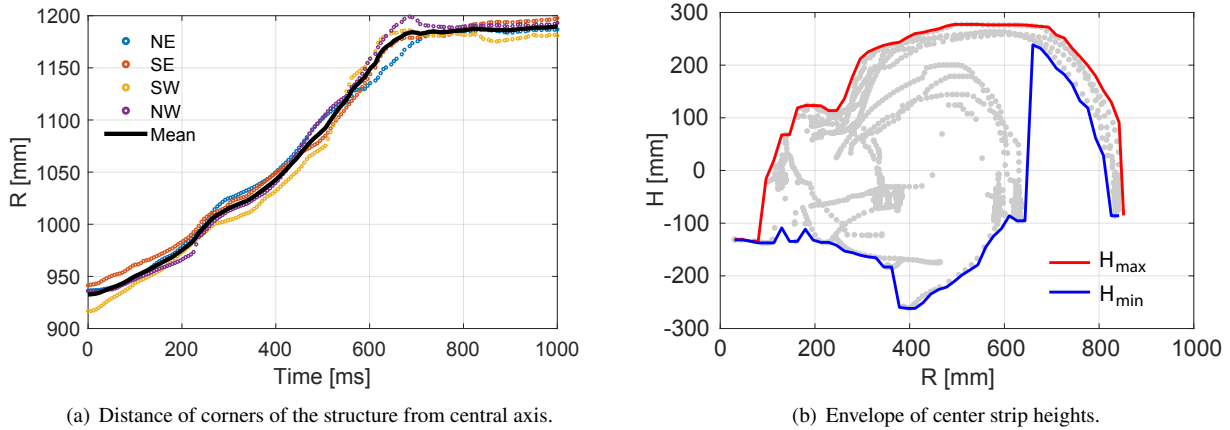 1200
1150
1100
1050
1000
950
900
R [mm]
NE
SE
SW
NW
Mean
0 200 400 600 800 1000
Time [ms]
(a) Distance of corners of the structure from central axis.
300
200
100
0
-100
-200
-300
H [mm]
H_max
H_min
0 200 400 600 800 1000
R [mm]
(b) Envelope of center strip heights.